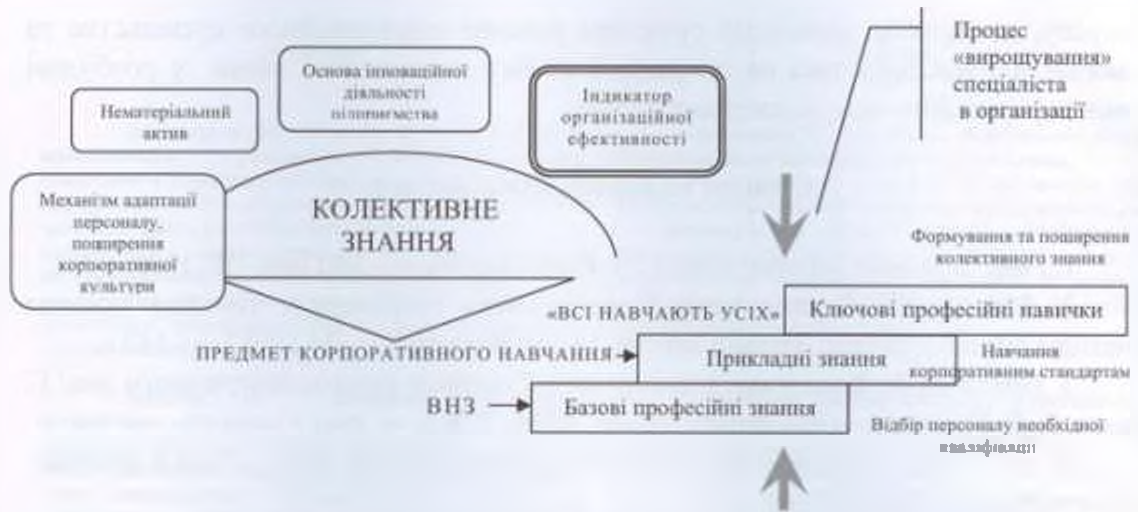 Процес
«вирощування»
спеціаліста
в організації
Основа інноваційної
діяльності
підприємства
Нематеріальний
актив
Індикатор
організаційної
ефективності
Механізм адаптації
персоналу,
поширення
корпоративної
культури
КОЛЕКТИВНЕ
ЗНАННЯ
Формування та поширення
колективного знання
«ВСІ НАВЧАЮТЬ УСІХ»
Ключові професійні навички
ПРЕДМЕТ КОРПОРАТИВНОГО НАВЧАННЯ
Прикладні знання
Навчання
корпоративним стандартам
ВНЗ
Базові професійні знання
Відбір персоналу необхідної